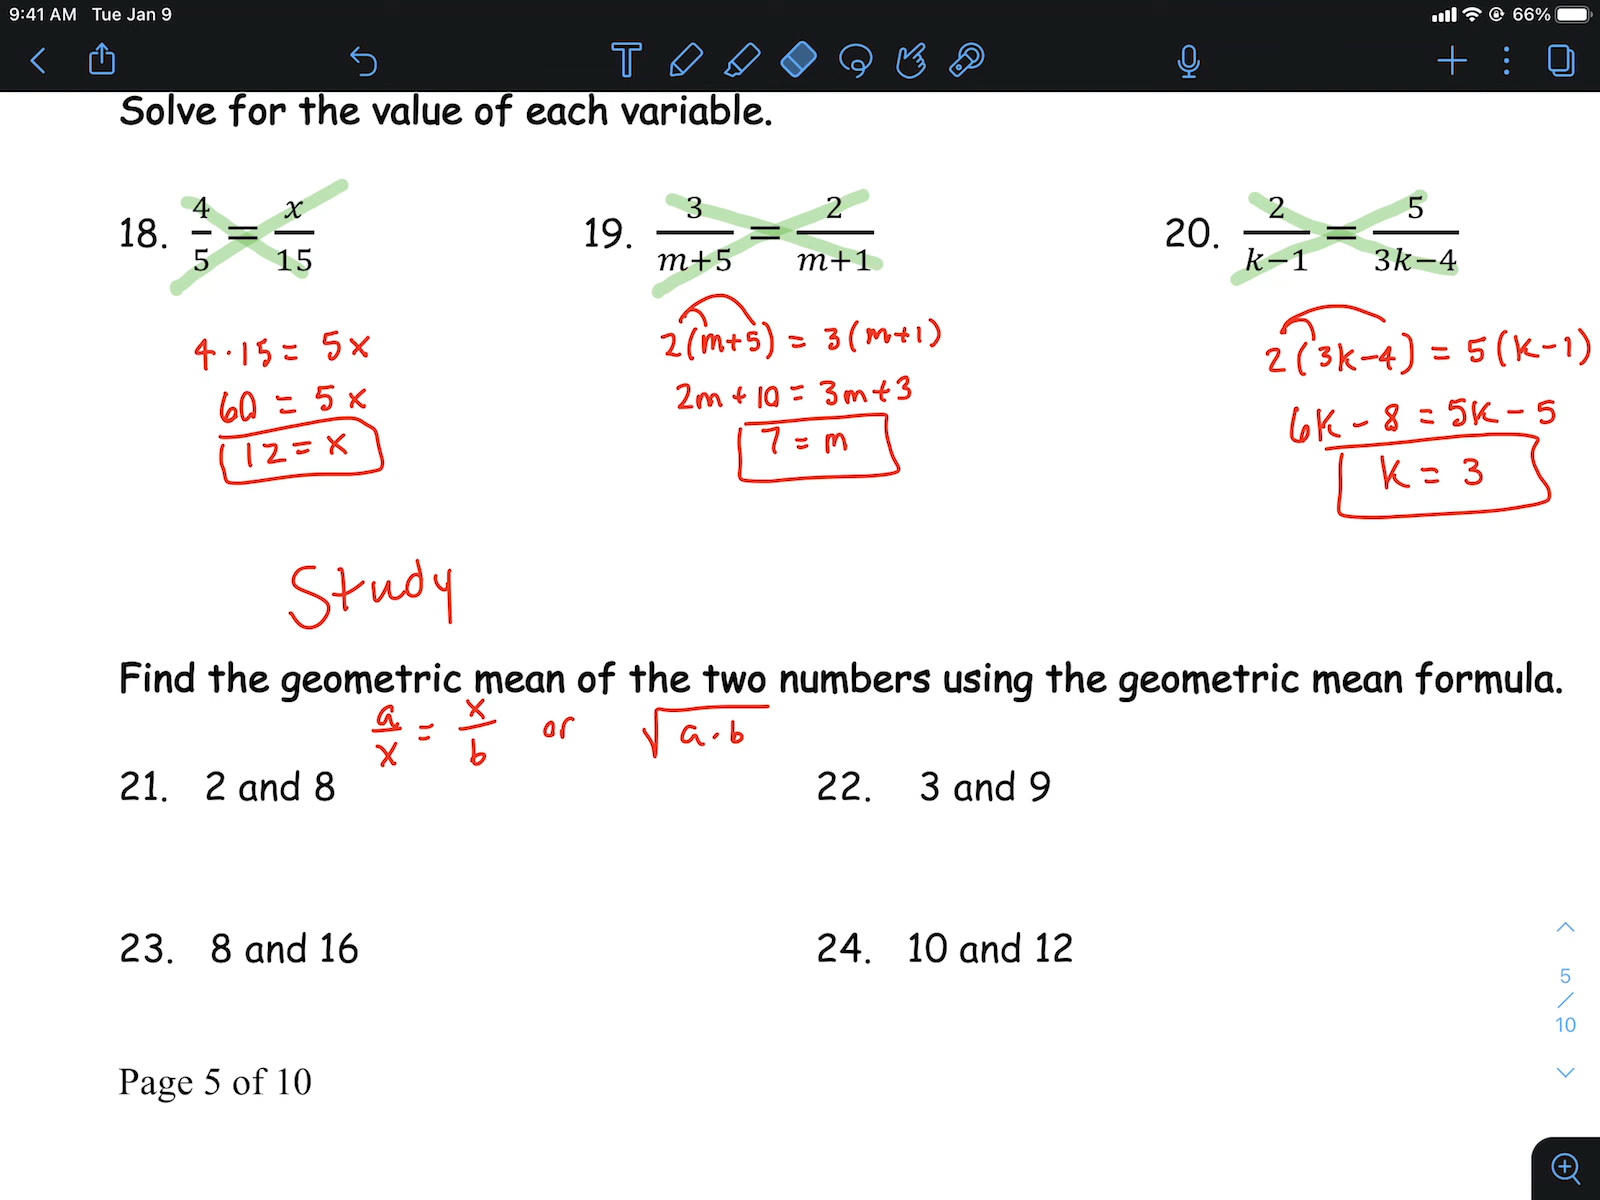 9:41 AM Tue Jan 9 66%
Solve for the value of each variable.
18. 4/5 = x/15 19. 3/(m+5) = 2/(m+1) 20. 2/(k−1) = 5/(3k−4)
4·15 = 5x
60 = 5x
12 = x
2(m+5) = 3(m+1)
2m + 10 = 3m+3
7 = m
2(3k−4) = 5(k−1)
6k − 8 = 5k − 5
k = 3
Study
Find the geometric mean of the two numbers using the geometric mean formula.
a/x = x/b or √a·b
21. 2 and 8 22. 3 and 9
23. 8 and 16 24. 10 and 12
5
/
10
Page 5 of 10